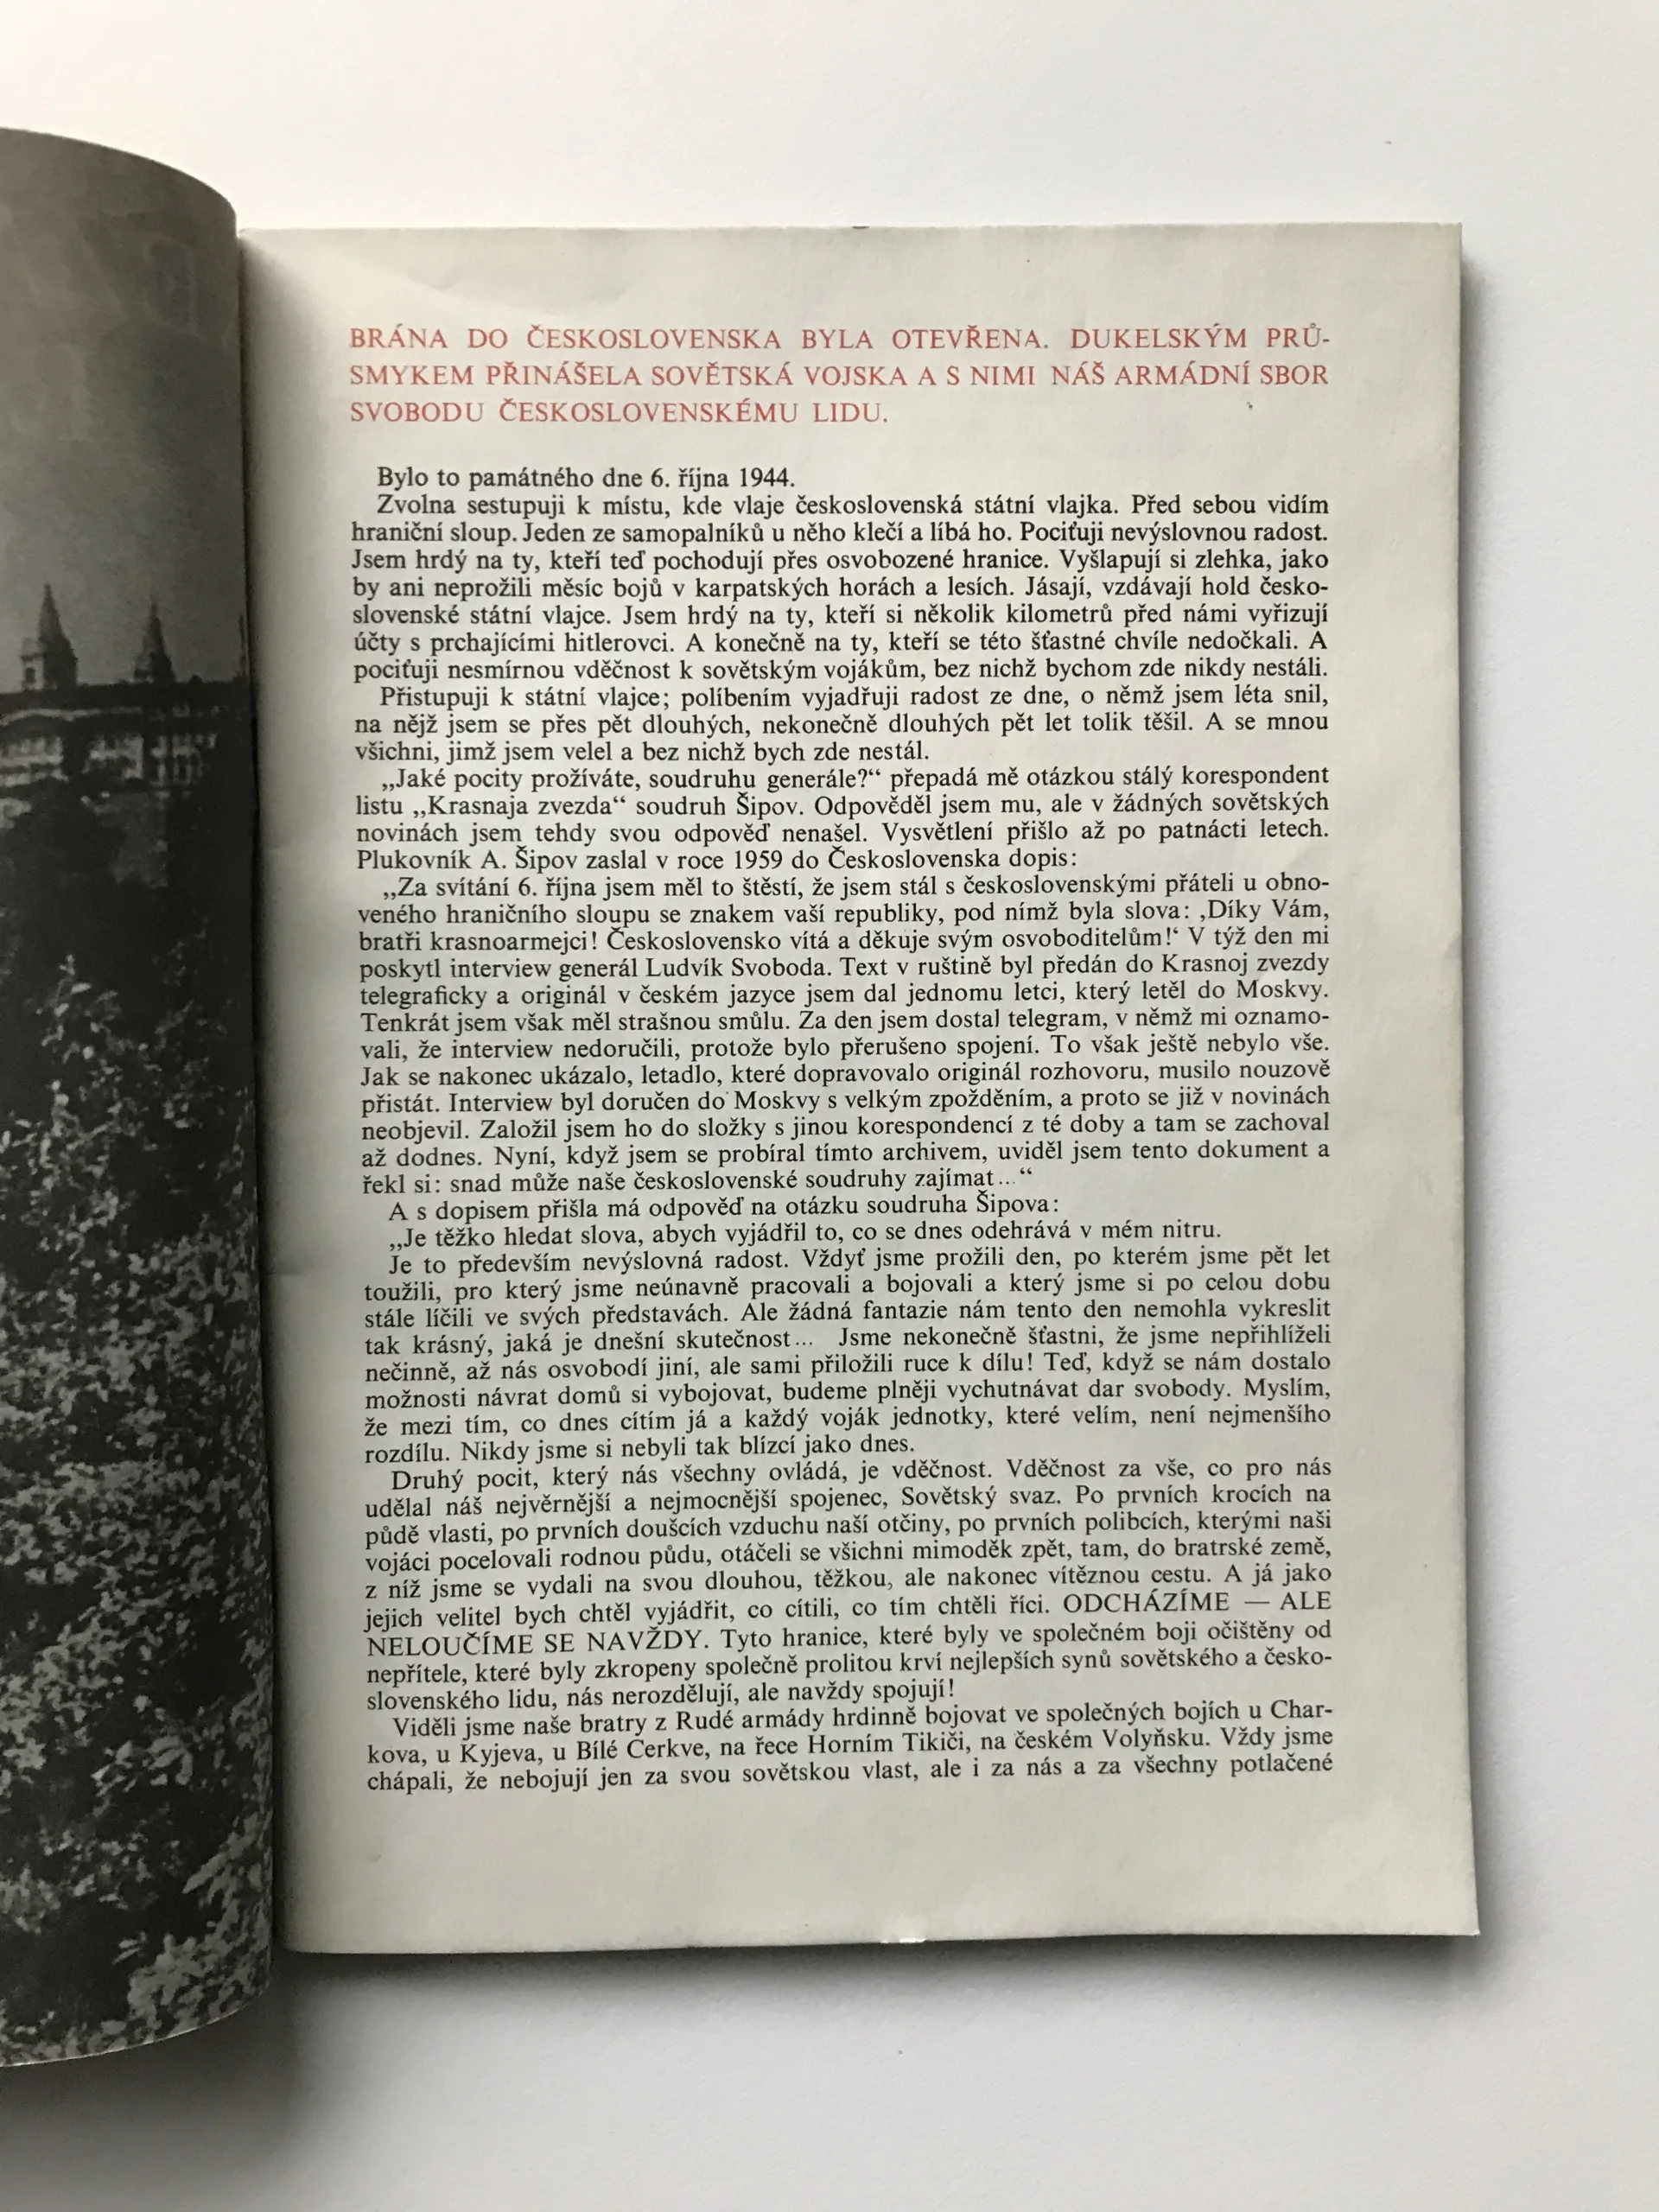 BRÁNA DO ČESKOSLOVENSKA BYLA OTEVŘENA. DUKELSKÝM PRŮ-
SMYKEM PŘINÁŠELA SOVĚTSKÁ VOJSKA A S NIMI NÁŠ ARMÁDNÍ SBOR
SVOBODU ČESKOSLOVENSKÉMU LIDU.
Bylo to památného dne 6. října 1944.
Zvolna sestupuji k místu, kde vlaje československá státní vlajka. Před sebou vidím
hraniční sloup. Jeden ze samopalníků u něho klečí a líbá ho. Pociťuji nevýslovnou radost.
Jsem hrdý na ty, kteří teď pochodují přes osvobozené hranice. Vyšlapují si zlehka, jako
by ani neprožili měsíc bojů v karpatských horách a lesích. Jásají, vzdávají hold česko-
slovenské státní vlajce. Jsem hrdý na ty, kteří si několik kilometrů před námi vyřizují
účty s prchajícími hitlerovci. A konečně na ty, kteří se této šťastné chvíle nedočkali. A
pociťuji nesmírnou vděčnost k sovětským vojákům, bez nichž bychom zde nikdy nestáli.
Přistupuji k státní vlajce; políbením vyjadřuji radost ze dne, o němž jsem léta snil,
na nějž jsem se přes pět dlouhých, nekonečně dlouhých pět let tolik těšil. A se mnou
všichni, jimž jsem velel a bez nichž bych zde nestál.
„Jaké pocity prožíváte, soudruhu generále?“ přepadá mě otázkou stálý korespondent
listu „Krasnaja zvezda“ soudruh Šipov. Odpověděl jsem mu, ale v žádných sovětských
novinách jsem tehdy svou odpověď nenašel. Vysvětlení přišlo až po patnácti letech.
Plukovník A. Šipov zaslal v roce 1959 do Československa dopis:
„Za svítání 6. října jsem měl to štěstí, že jsem stál s československými přáteli u obno-
veného hraničního sloupu se znakem vaší republiky, pod nímž byla slova: ‚Díky Vám,
bratři krasnoarmejci! Československo vítá a děkuje svým osvoboditelům!‘ V týž den mi
poskytl interview generál Ludvík Svoboda. Text v ruštině byl předán do Krasnoj zvezdy
telegraficky a originál v českém jazyce jsem dal jednomu letci, který letěl do Moskvy.
Tenkrát jsem však měl strašnou smůlu. Za den jsem dostal telegram, v němž mi oznamo-
vali, že interview nedoručili, protože bylo přerušeno spojení. To však ještě nebylo vše.
Jak se nakonec ukázalo, letadlo, které dopravovalo originál rozhovoru, musilo nouzově
přistát. Interview byl doručen do Moskvy s velkým zpožděním, a proto se již v novinách
neobjevil. Založil jsem ho do složky s jinou korespondencí z té doby a tam se zachoval
až dodnes. Nyní, když jsem se probíral tímto archivem, uviděl jsem tento dokument a
řekl si: snad může naše československé soudruhy zajímat...“
A s dopisem přišla má odpověď na otázku soudruha Šipova:
„Je těžko hledat slova, abych vyjádřil to, co se dnes odehrává v mém nitru.
Je to především nevýslovná radost. Vždyť jsme prožili den, po kterém jsme pět let
toužili, pro který jsme neúnavně pracovali a bojovali a který jsme si po celou dobu
stále líčili ve svých představách. Ale žádná fantazie nám tento den nemohla vykreslit
tak krásný, jaká je dnešní skutečnost... Jsme nekonečně šťastni, že jsme nepřihlíželi
nečinně, až nás osvobodí jiní, ale sami přiložili ruce k dílu! Teď, když se nám dostalo
možnosti návrat domů si vybojovat, budeme plněji vychutnávat dar svobody. Myslím,
že mezi tím, co dnes cítím já a každý voják jednotky, které velím, není nejmenšího
rozdílu. Nikdy jsme si nebyli tak blízcí jako dnes.
Druhý pocit, který nás všechny ovládá, je vděčnost. Vděčnost za vše, co pro nás
udělal náš nejvěrnější a nejmocnější spojenec, Sovětský svaz. Po prvních krocích na
půdě vlasti, po prvních doušcích vzduchu naší otčiny, po prvních polibcích, kterými naši
vojáci pocelovali rodnou půdu, otáčeli se všichni mimoděk zpět, tam, do bratrské země,
z níž jsme se vydali na svou dlouhou, těžkou, ale nakonec vítěznou cestu. A já jako
jejich velitel bych chtěl vyjádřit, co cítili, co tím chtěli říci. ODCHÁZÍME — ALE
NELOUČÍME SE NAVŽDY. Tyto hranice, které byly ve společném boji očištěny od
nepřítele, které byly zkropeny společně prolitou krví nejlepších synů sovětského a česko-
slovenského lidu, nás nerozdělují, ale navždy spojují!
Viděli jsme naše bratry z Rudé armády hrdinně bojovat ve společných bojích u Char-
kova, u Kyjeva, u Bílé Cerkve, na řece Horním Tikiči, na českém Volyňsku. Vždy jsme
chápali, že nebojují jen za svou sovětskou vlast, ale i za nás a za všechny potlačené